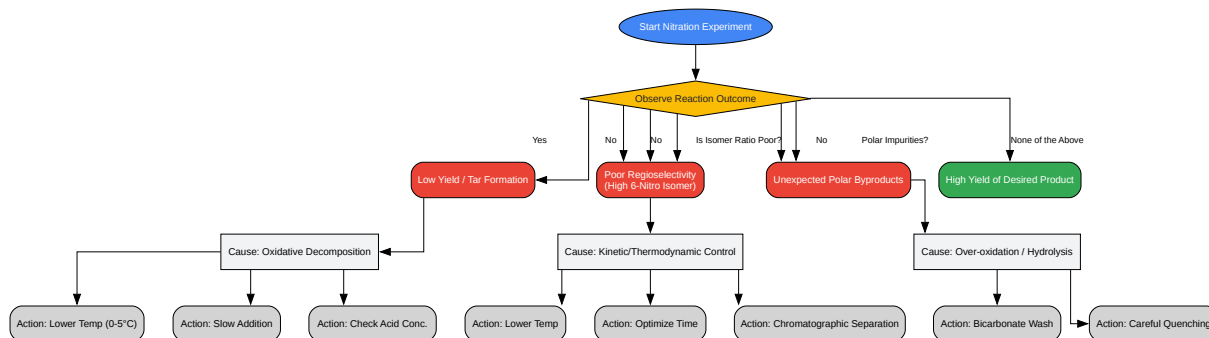 Start Nitration Experiment
Observe Reaction Outcome
Yes
No
No
Is Isomer Ratio Poor?
No
Polar Impurities?
None of the Above
Low Yield / Tar Formation
Poor Regioselectivity
(High 6-Nitro Isomer)
Unexpected Polar Byproducts
High Yield of Desired Product
Cause: Oxidative Decomposition
Cause: Kinetic/Thermodynamic Control
Cause: Over-oxidation / Hydrolysis
Action: Lower Temp (0-5°C)
Action: Slow Addition
Action: Check Acid Conc.
Action: Lower Temp
Action: Optimize Time
Action: Chromatographic Separation
Action: Bicarbonate Wash
Action: Careful Quenching